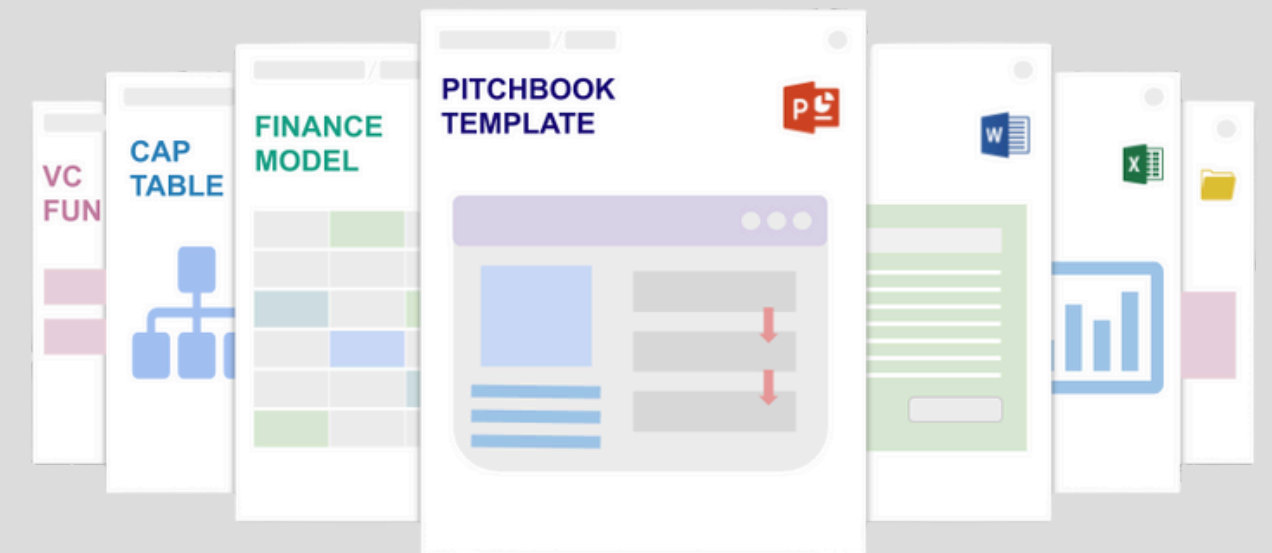 VC
FUN
CAP
TABLE
FINANCE
MODEL
PITCHBOOK
TEMPLATE
P
W
X